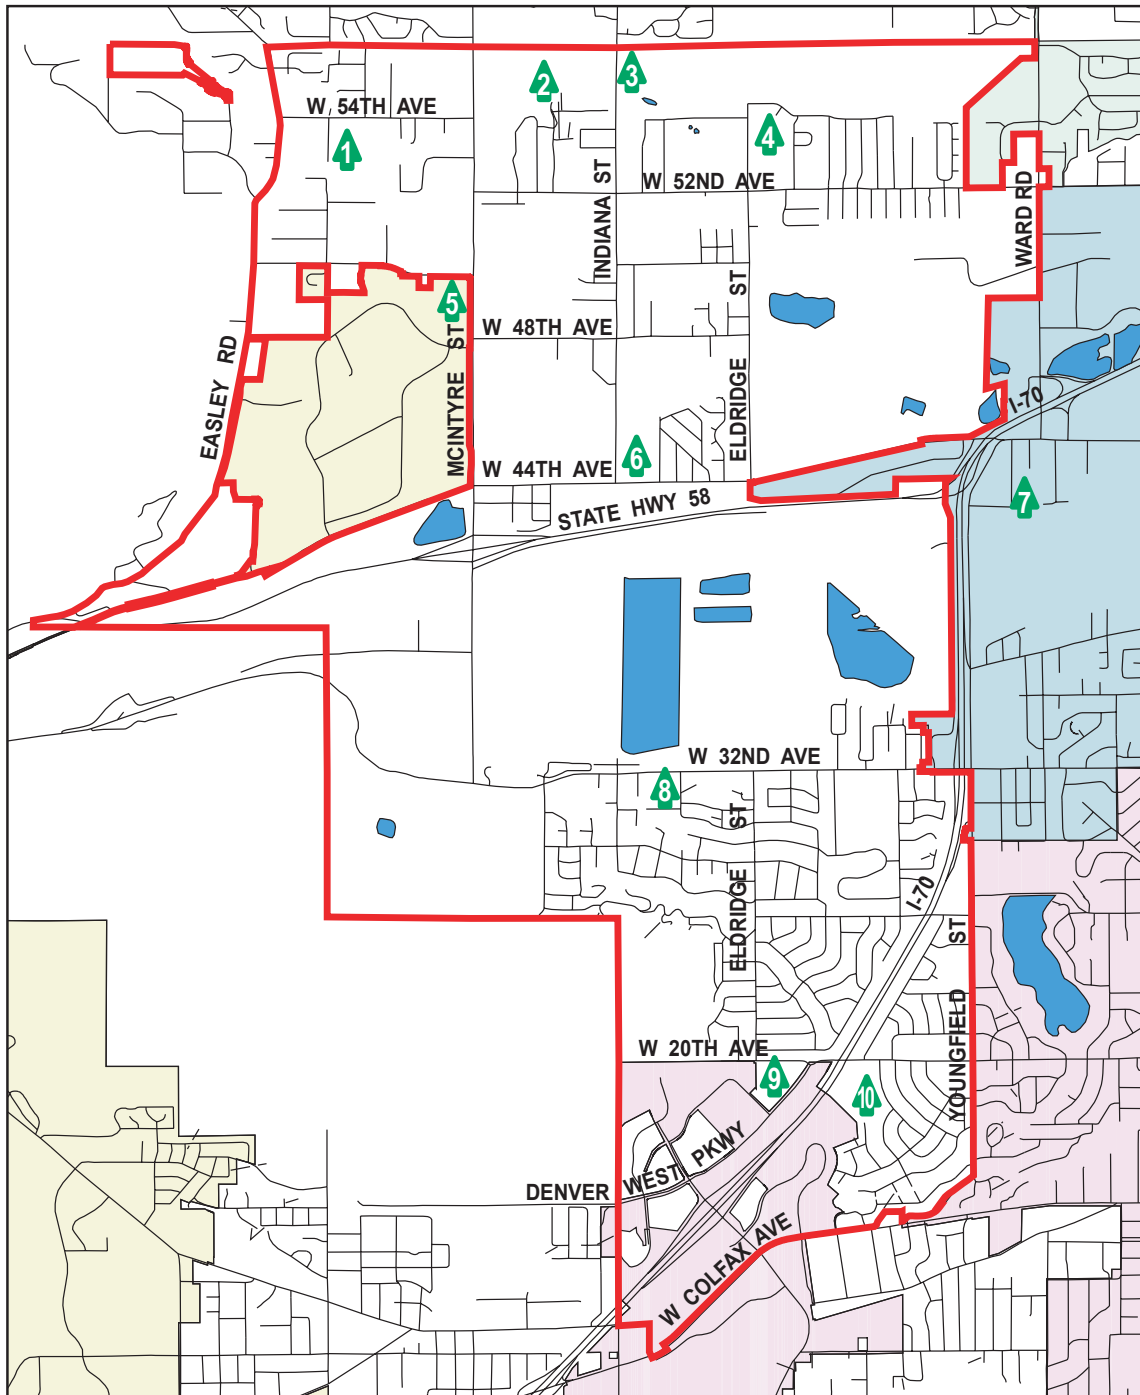 2
3
W 54TH AVE
4
1
INDIANA ST
W 52ND AVE
WARD RD
5
ELDRIDGE ST
W 48TH AVE
EASLEY RD
MCINTYRE ST
I-70
6
W 44TH AVE
7
STATE HWY 58
W 32ND AVE
8
ELDRIDGE ST
I-70
YOUNGFIELD ST
W 20TH AVE
9
10
DENVER WEST PKWY
W COLFAX AVE